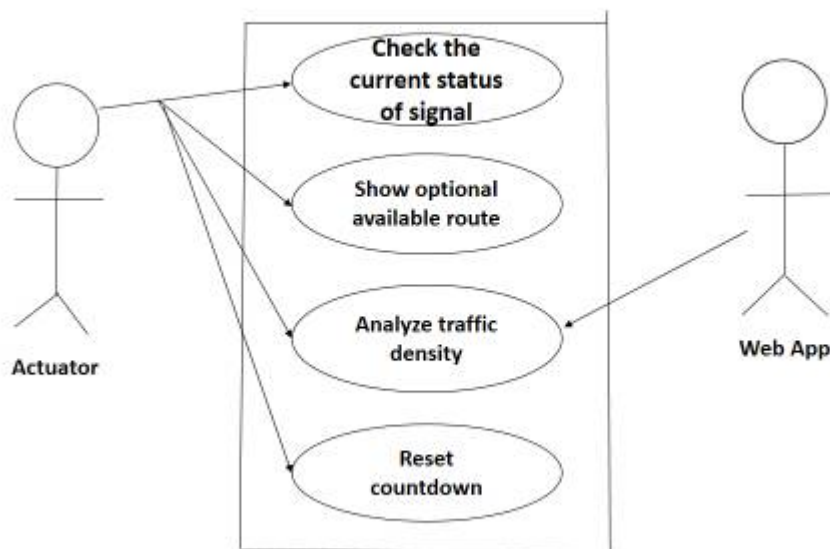 Check the
current status
of signal
Show optional
available route
Analyze traffic
density
Actuator
Web App
Reset
countdown